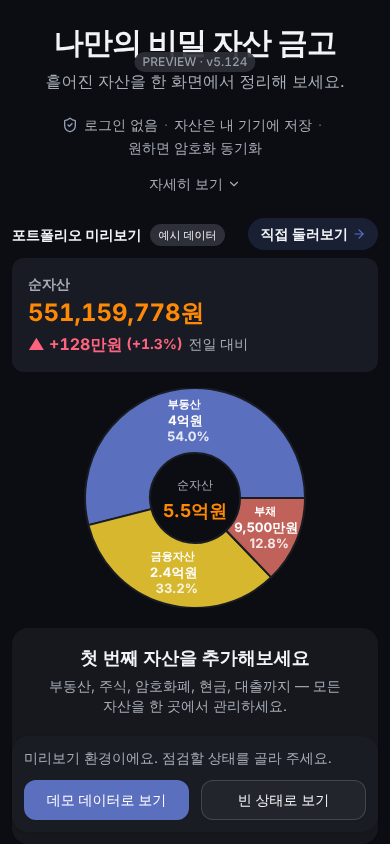 나만의 비밀 자산 금고
PREVIEW · v5.124
흩어진 자산을 한 화면에서 정리해 보세요.
로그인 없음 · 자산은 내 기기에 저장 ·
원하면 암호화 동기화
자세히 보기
포트폴리오 미리보기
예시 데이터
직접 둘러보기 →
순자산
551,159,778원
▲ +128만원 (+1.3%) 전일 대비
부동산
4억원
54.0%
순자산
5.5억원
부채
9,500만원
12.8%
금융자산
2.4억원
33.2%
첫 번째 자산을 추가해보세요
부동산, 주식, 암호화폐, 현금, 대출까지 — 모든
자산을 한 곳에서 관리하세요.
미리보기 환경이에요. 점검할 상태를 골라 주세요.
데모 데이터로 보기
빈 상태로 보기